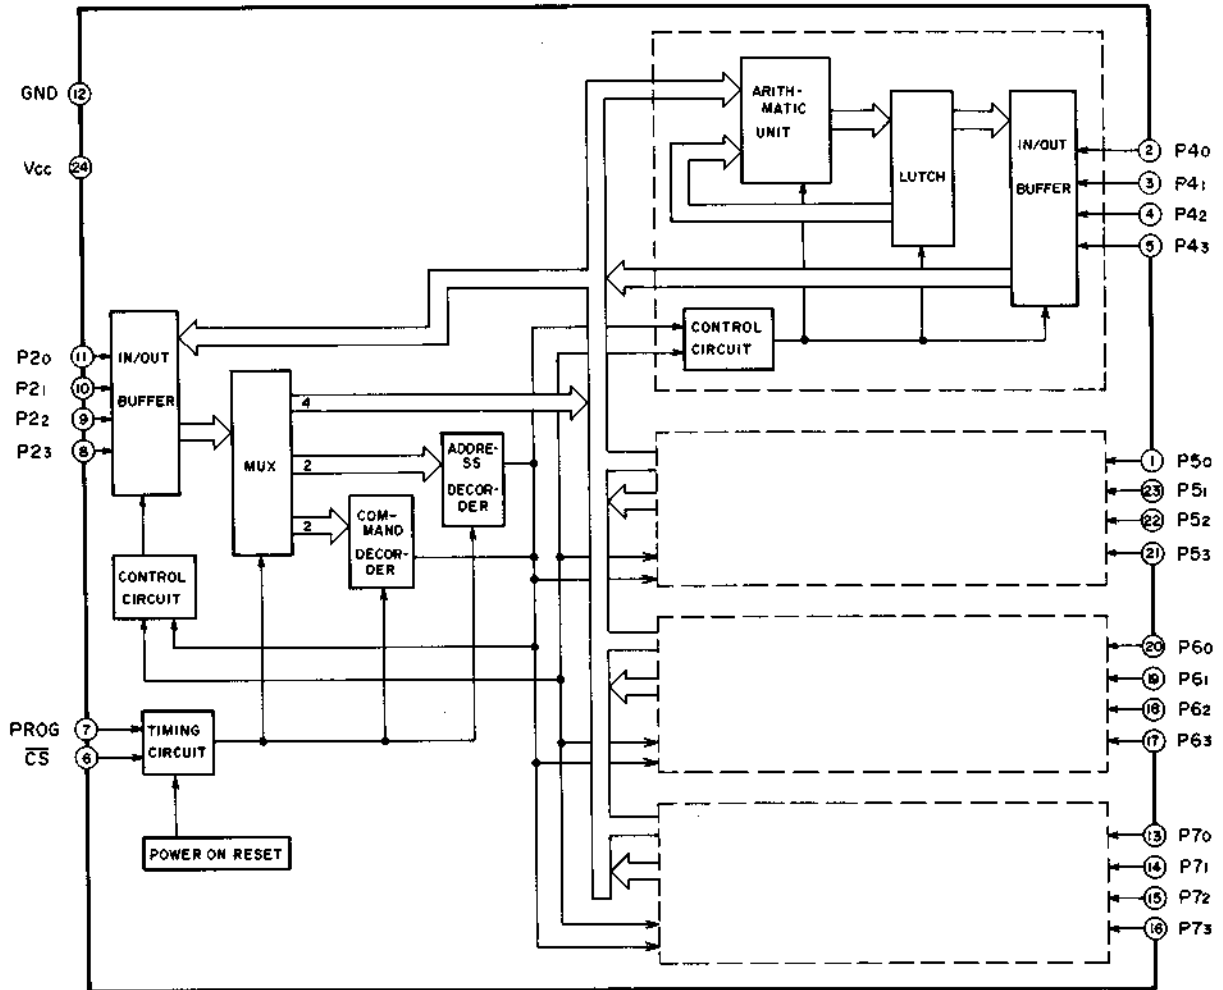 GND 12
Vcc 24
P20 11
P21 10
P22 9
P23 8
IN/OUT
BUFFER
MUX
4
2
2
ADDRE-
SS
DECORDER
COM-
MAND
DECOR-
DER
CONTROL
CIRCUIT
PROG 7
CS 6
TIMING
CIRCUIT
POWER ON RESET
ARITH-
MATIC
UNIT
LUTCH
IN/OUT
BUFFER
CONTROL
CIRCUIT
2 P40
3 P41
4 P42
5 P43
1 P50
23 P51
22 P52
21 P53
20 P60
19 P61
18 P62
17 P63
13 P70
14 P71
15 P72
16 P73